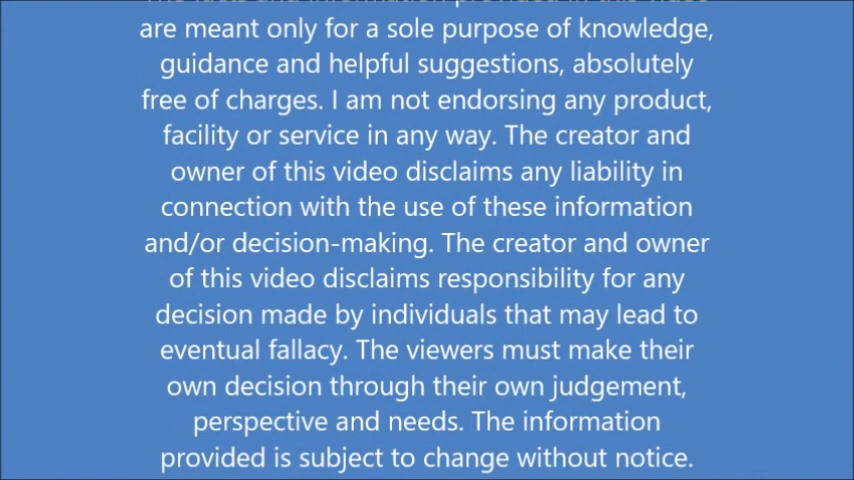 are meant only for a sole purpose of knowledge,
guidance and helpful suggestions, absolutely
free of charges. I am not endorsing any product,
facility or service in any way. The creator and
owner of this video disclaims any liability in
connection with the use of these information
and/or decision-making. The creator and owner
of this video disclaims responsibility for any
decision made by individuals that may lead to
eventual fallacy. The viewers must make their
own decision through their own judgement,
perspective and needs. The information
provided is subject to change without notice.